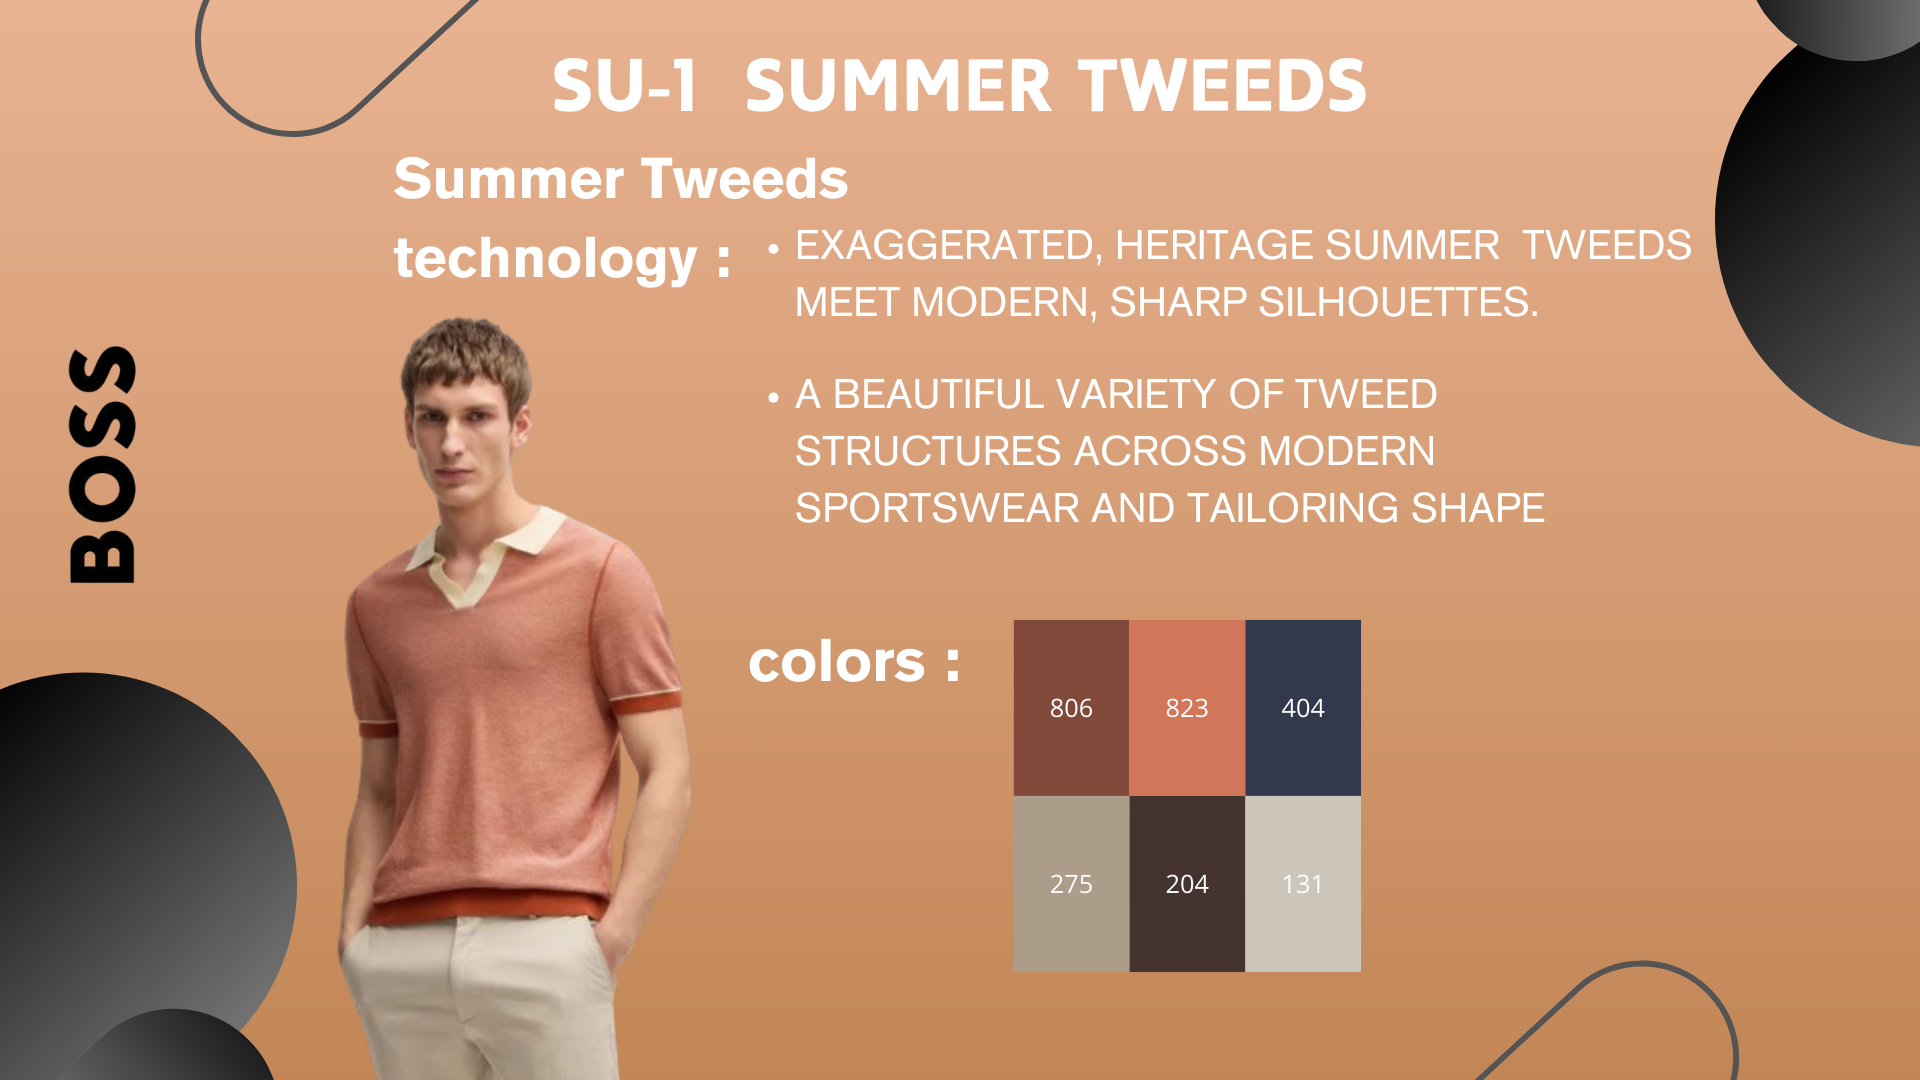 SU-1 SUMMER TWEEDS
Summer Tweeds
technology :
• EXAGGERATED, HERITAGE SUMMER TWEEDS
MEET MODERN, SHARP SILHOUETTES.
• A BEAUTIFUL VARIETY OF TWEED
STRUCTURES ACROSS MODERN
SPORTSWEAR AND TAILORING SHAPE
BOSS
colors :
806 823 404
275 204 131